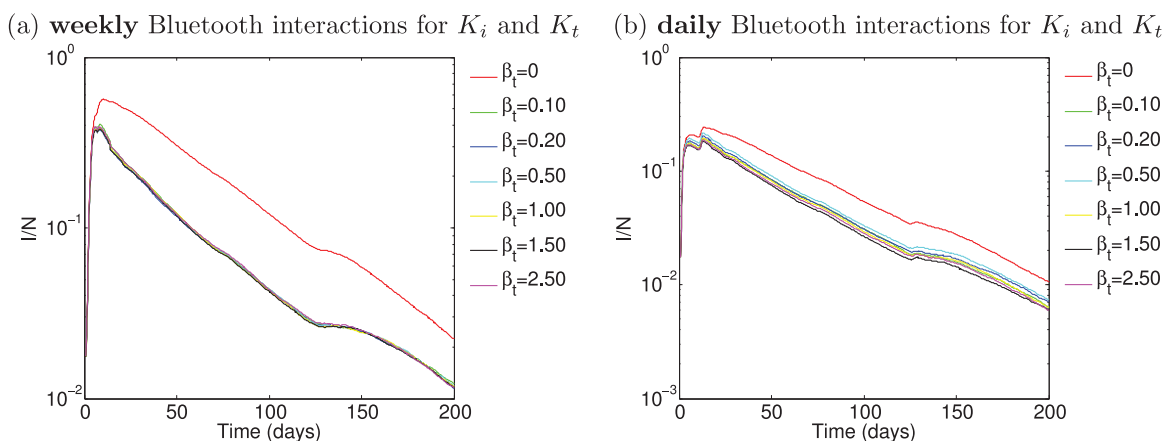 (a) weekly Bluetooth interactions for K_i and K_t
10^0
10^-1
10^-2
I/N
0 50 100 150 200
Time (days)
β_t=0
β_t=0.10
β_t=0.20
β_t=0.50
β_t=1.00
β_t=1.50
β_t=2.50
(b) daily Bluetooth interactions for K_i and K_t
10^0
10^-1
10^-2
10^-3
I/N
0 50 100 150 200
Time (days)
β_t=0
β_t=0.10
β_t=0.20
β_t=0.50
β_t=1.00
β_t=1.50
β_t=2.50